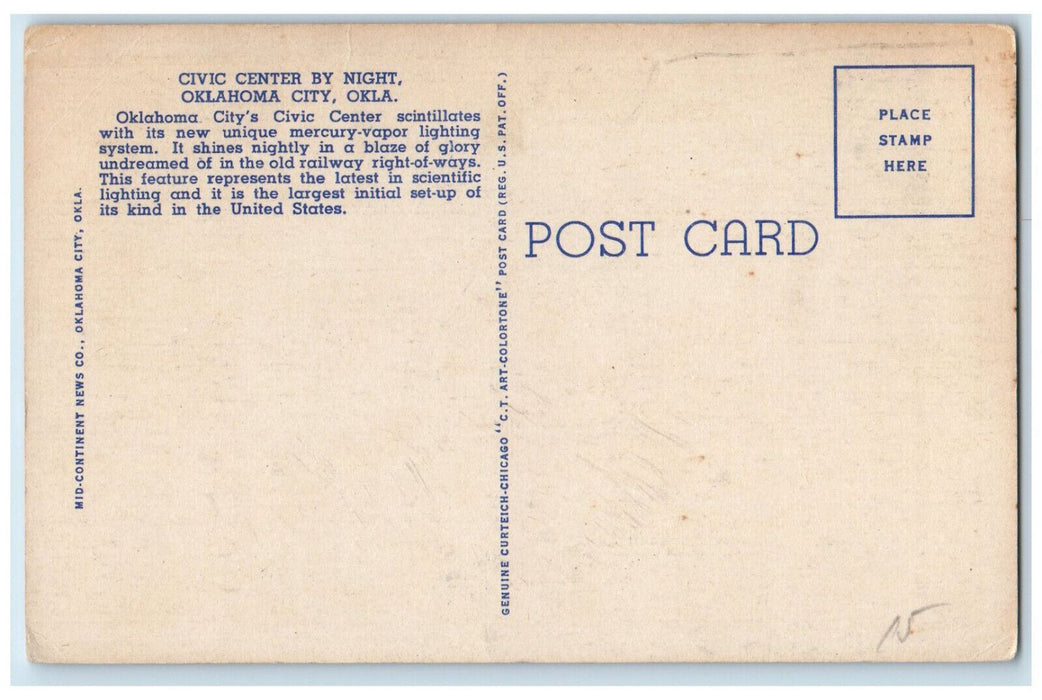 CIVIC CENTER BY NIGHT,
OKLAHOMA CITY, OKLA.
Oklahoma City's Civic Center scintillates
with its new unique mercury-vapor lighting
system. It shines nightly in a blaze of glory
undreamed of in the old railway right-of-ways.
This feature represents the latest in scientific
lighting and it is the largest initial set-up of
its kind in the United States.
MID-CONTINENT NEWS CO., OKLAHOMA CITY, OKLA.
GENUINE CURTEICH-CHICAGO "C.T. ART-COLORTONE" POST CARD (REG. U.S. PAT. OFF.)
POST CARD
PLACE
STAMP
HERE